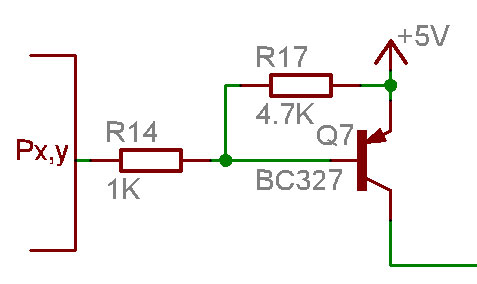 +5V
R17
4.7K
Q7
R14
Px,y
1K
BC327